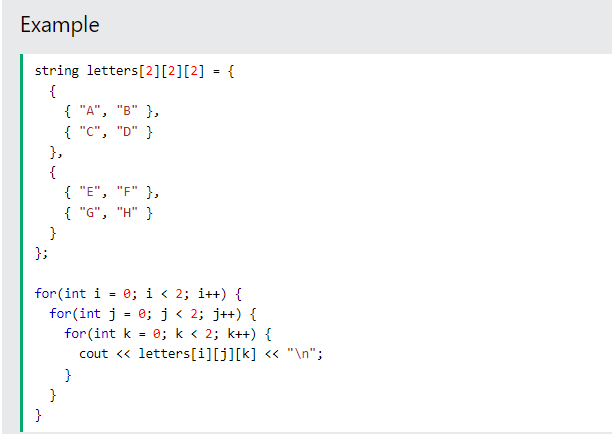 Example
string letters[2][2][2] = {
  {
    { "A", "B" },
    { "C", "D" }
  },
  {
    { "E", "F" },
    { "G", "H" }
  }
};

for(int i = 0; i < 2; i++) {
  for(int j = 0; j < 2; j++) {
    for(int k = 0; k < 2; k++) {
      cout << letters[i][j][k] << "\n";
    }
  }
}